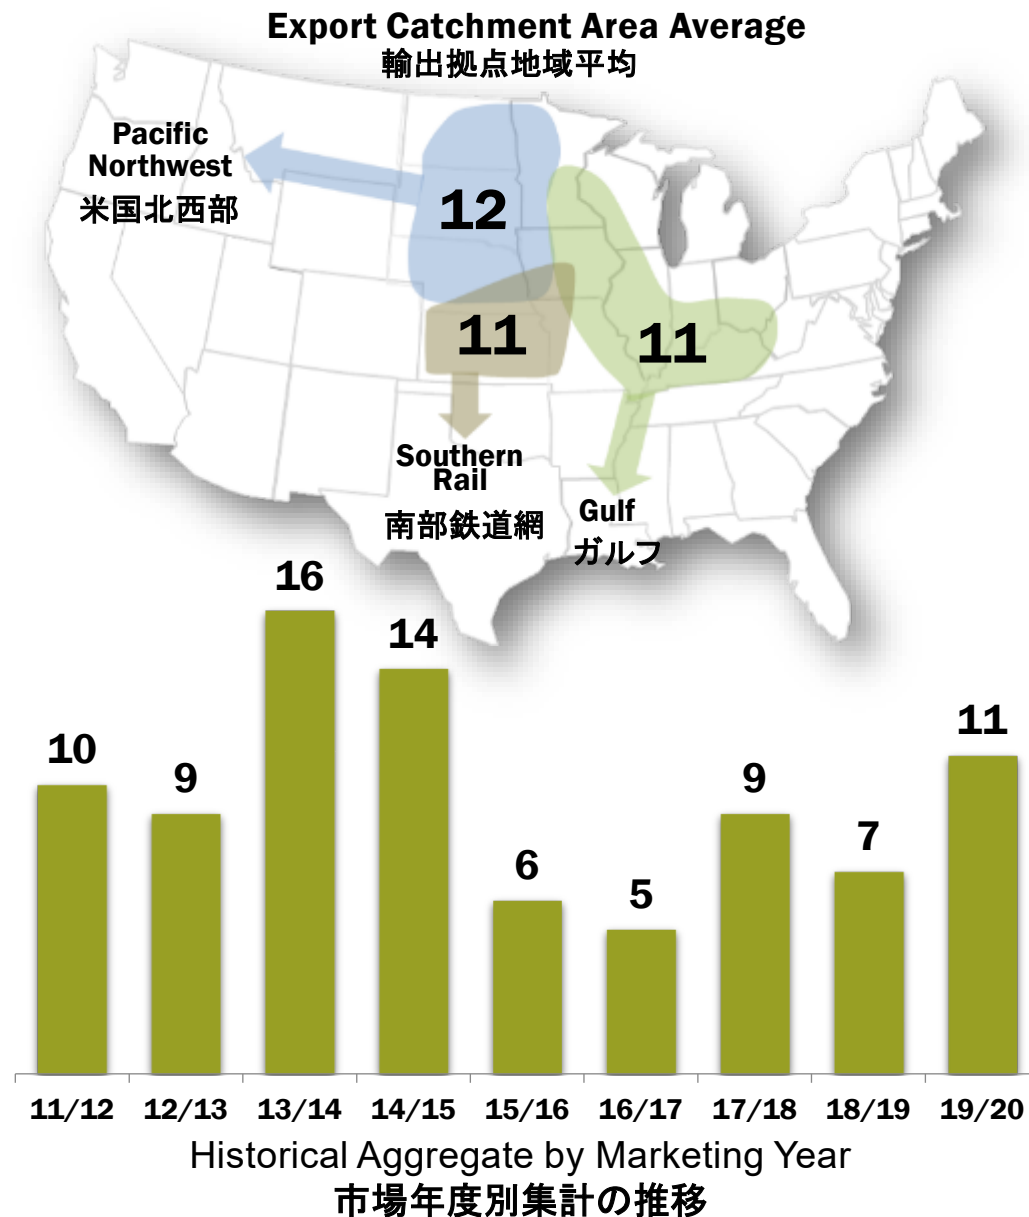 Export Catchment Area Average
輸出拠点地域平均
Pacific
Northwest
米国北西部
12
11
11
Southern
Rail
南部鉄道網
Gulf
ガルフ
10
9
16
14
6
5
9
7
11
11/12
12/13
13/14
14/15
15/16
16/17
17/18
18/19
19/20
Historical Aggregate by Marketing Year
市場年度別集計の推移